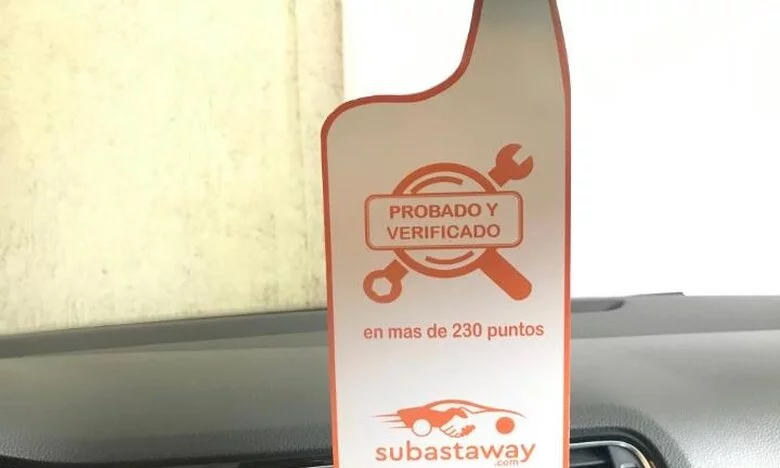 PROBADO Y
VERIFICADO
en mas de 230 puntos
subastaway
.com